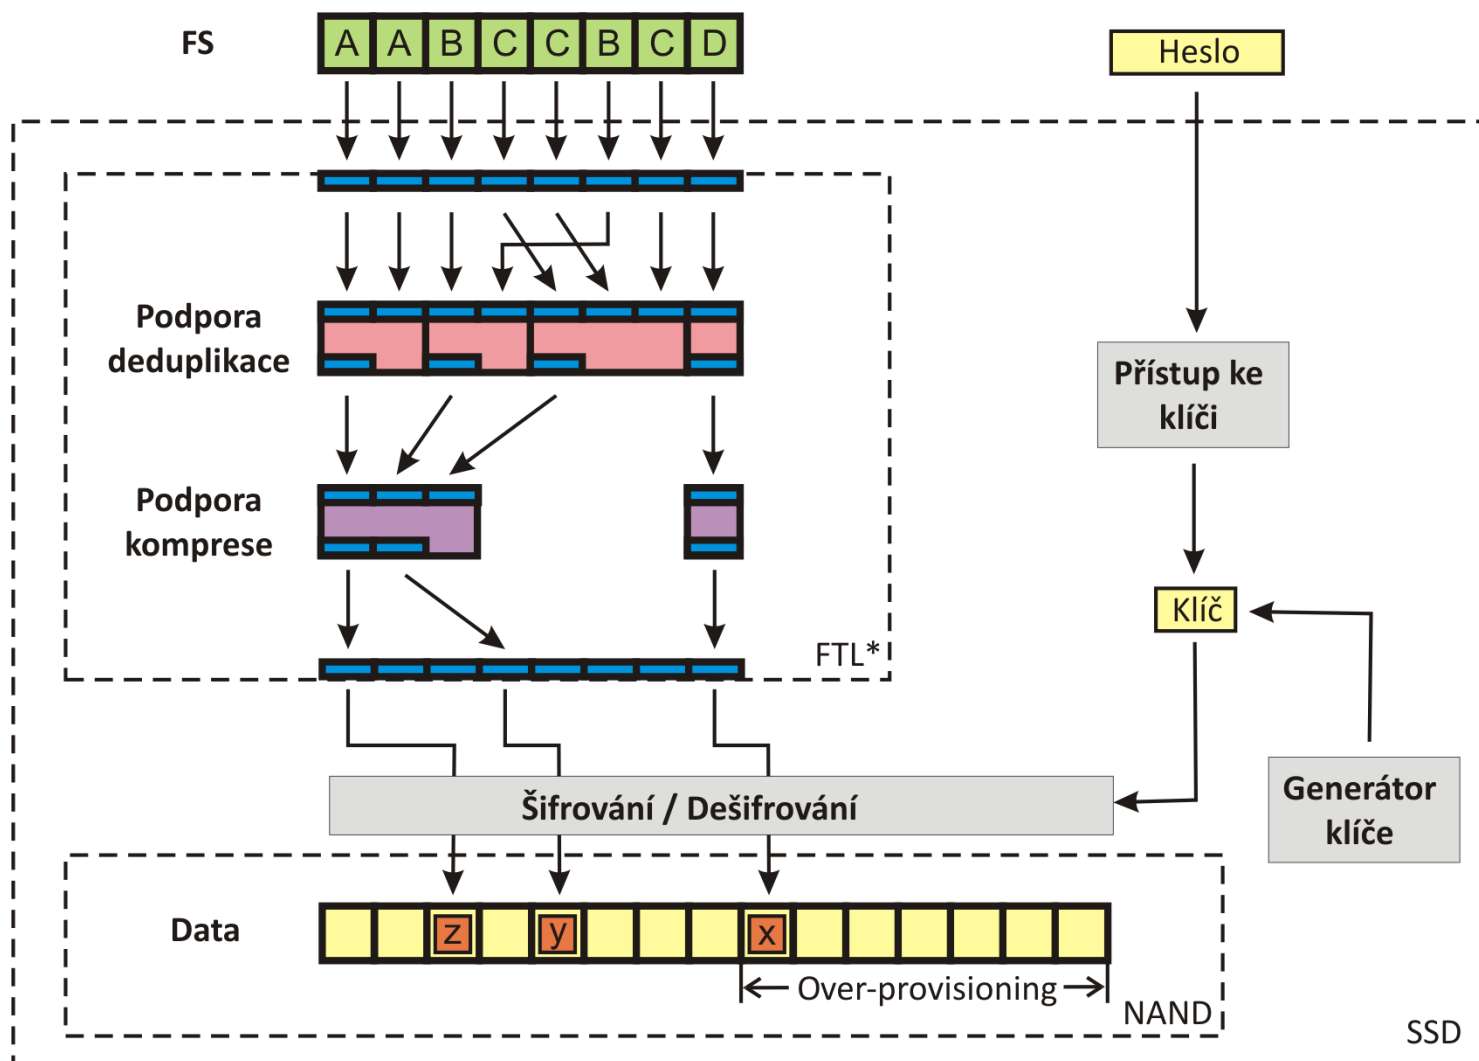 FS
A A B C C B C D
Heslo
Podpora
deduplikace
Přístup ke
klíči
Podpora
komprese
Klíč
FTL*
Generátor
klíče
Šifrování / Dešifrování
Data
z y x
Over-provisioning
NAND
SSD